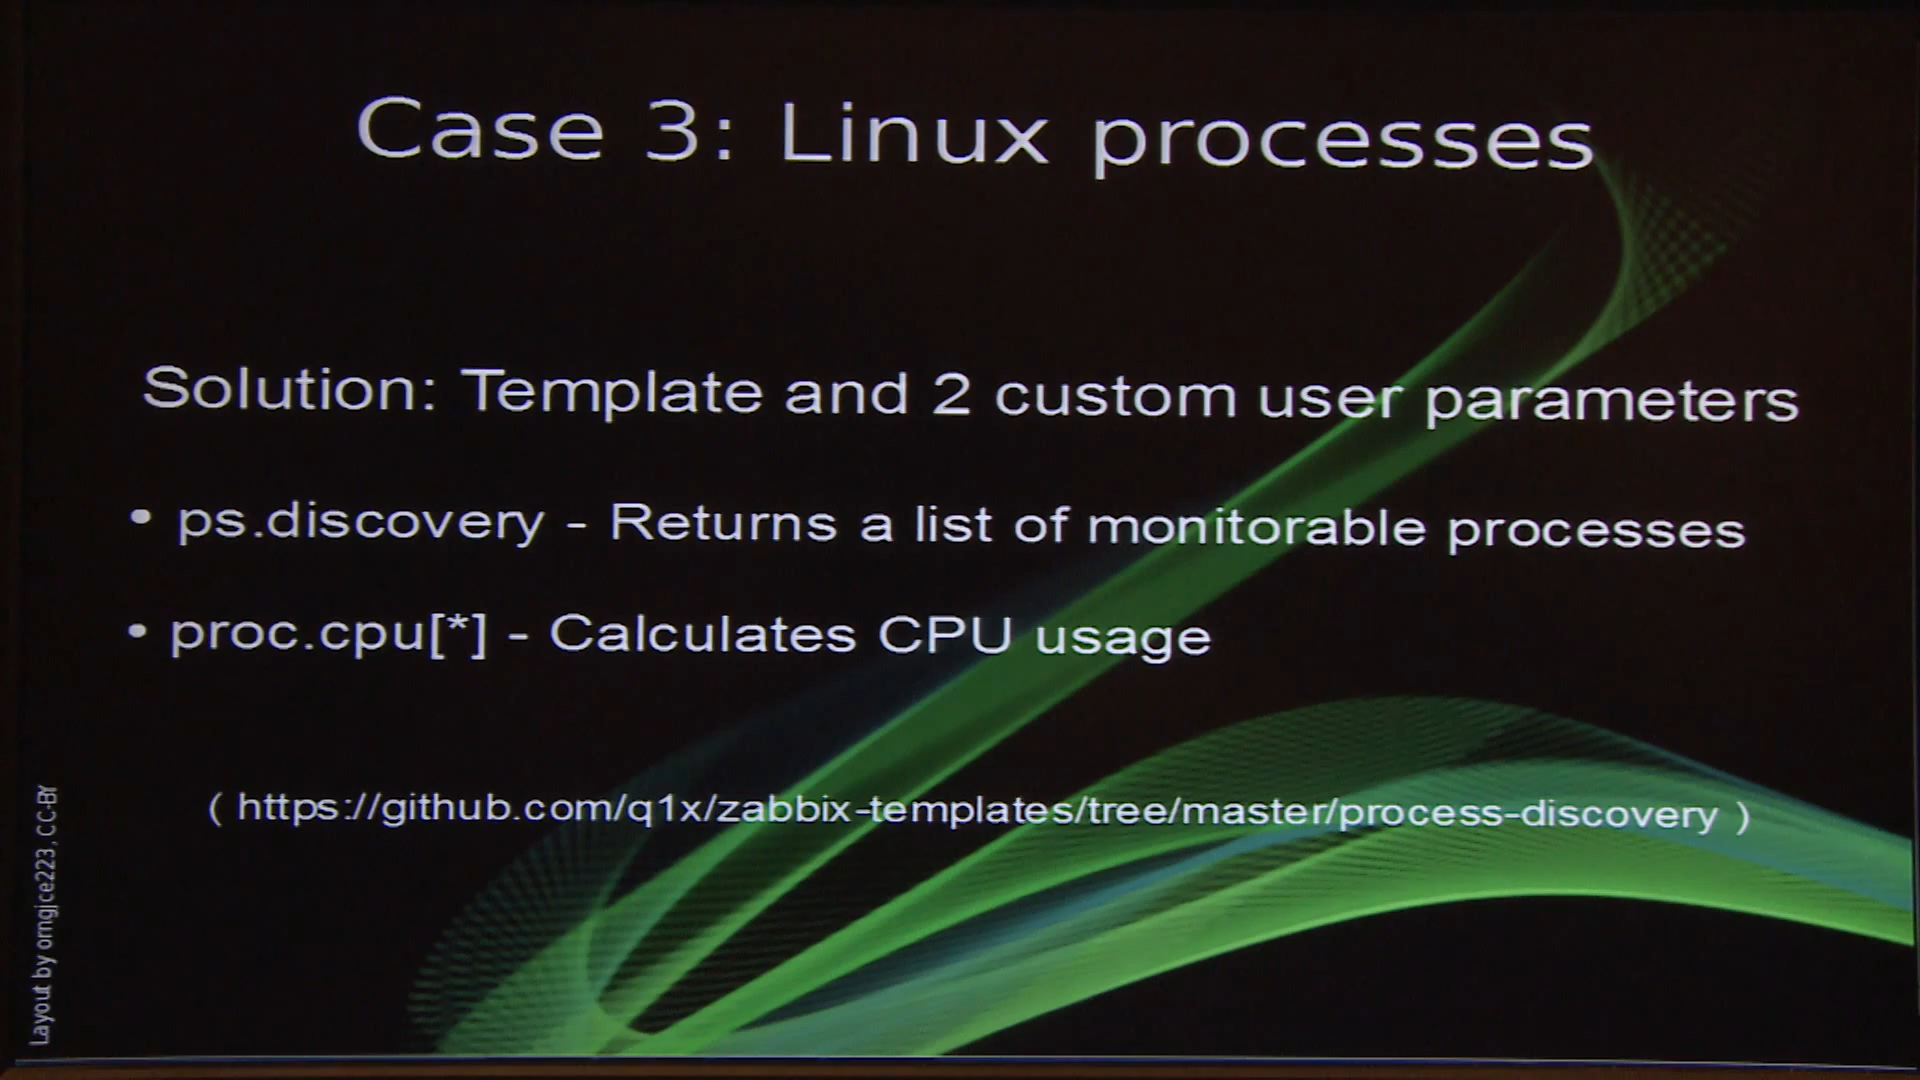 Case 3: Linux processes
Solution: Template and 2 custom user parameters
• ps.discovery - Returns a list of monitorable processes
• proc.cpu[*] - Calculates CPU usage
( https://github.com/q1x/zabbix-templates/tree/master/process-discovery )
Layout by orngjce223, CC-BY